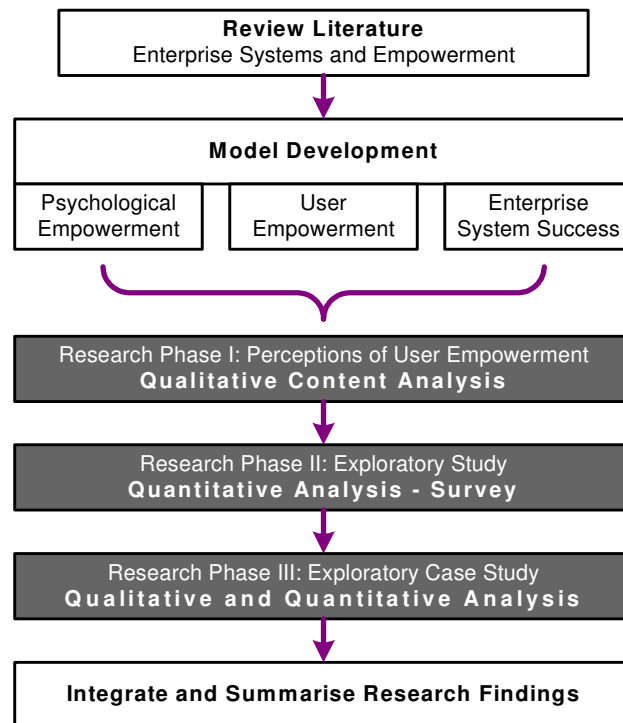 Review Literature
Enterprise Systems and Empowerment
Model Development
Psychological
Empowerment
User
Empowerment
Enterprise
System Success
Research Phase I: Perceptions of User Empowerment
Qualitative Content Analysis
Research Phase II: Exploratory Study
Quantitative Analysis - Survey
Research Phase III: Exploratory Case Study
Qualitative and Quantitative Analysis
Integrate and Summarise Research Findings